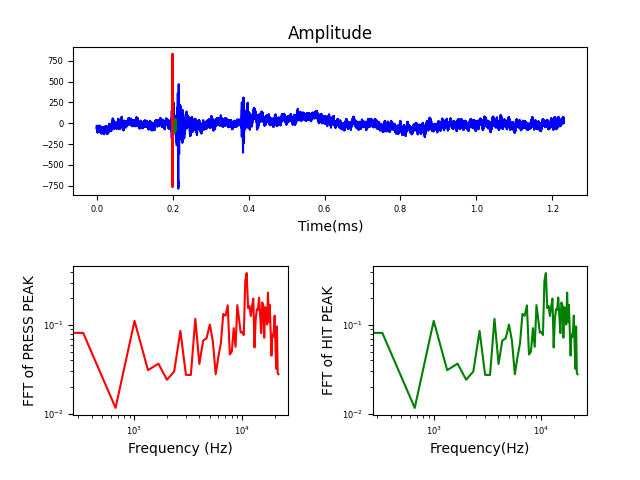 Amplitude
750
500
250
0
−250
−500
−750
0.0 0.2 0.4 0.6 0.8 1.0 1.2
Time(ms)
FFT of PRESS PEAK
10⁻¹
10⁻²
10³ 10⁴
Frequency (Hz)
FFT of HIT PEAK
10⁻¹
10⁻²
10³ 10⁴
Frequency(Hz)